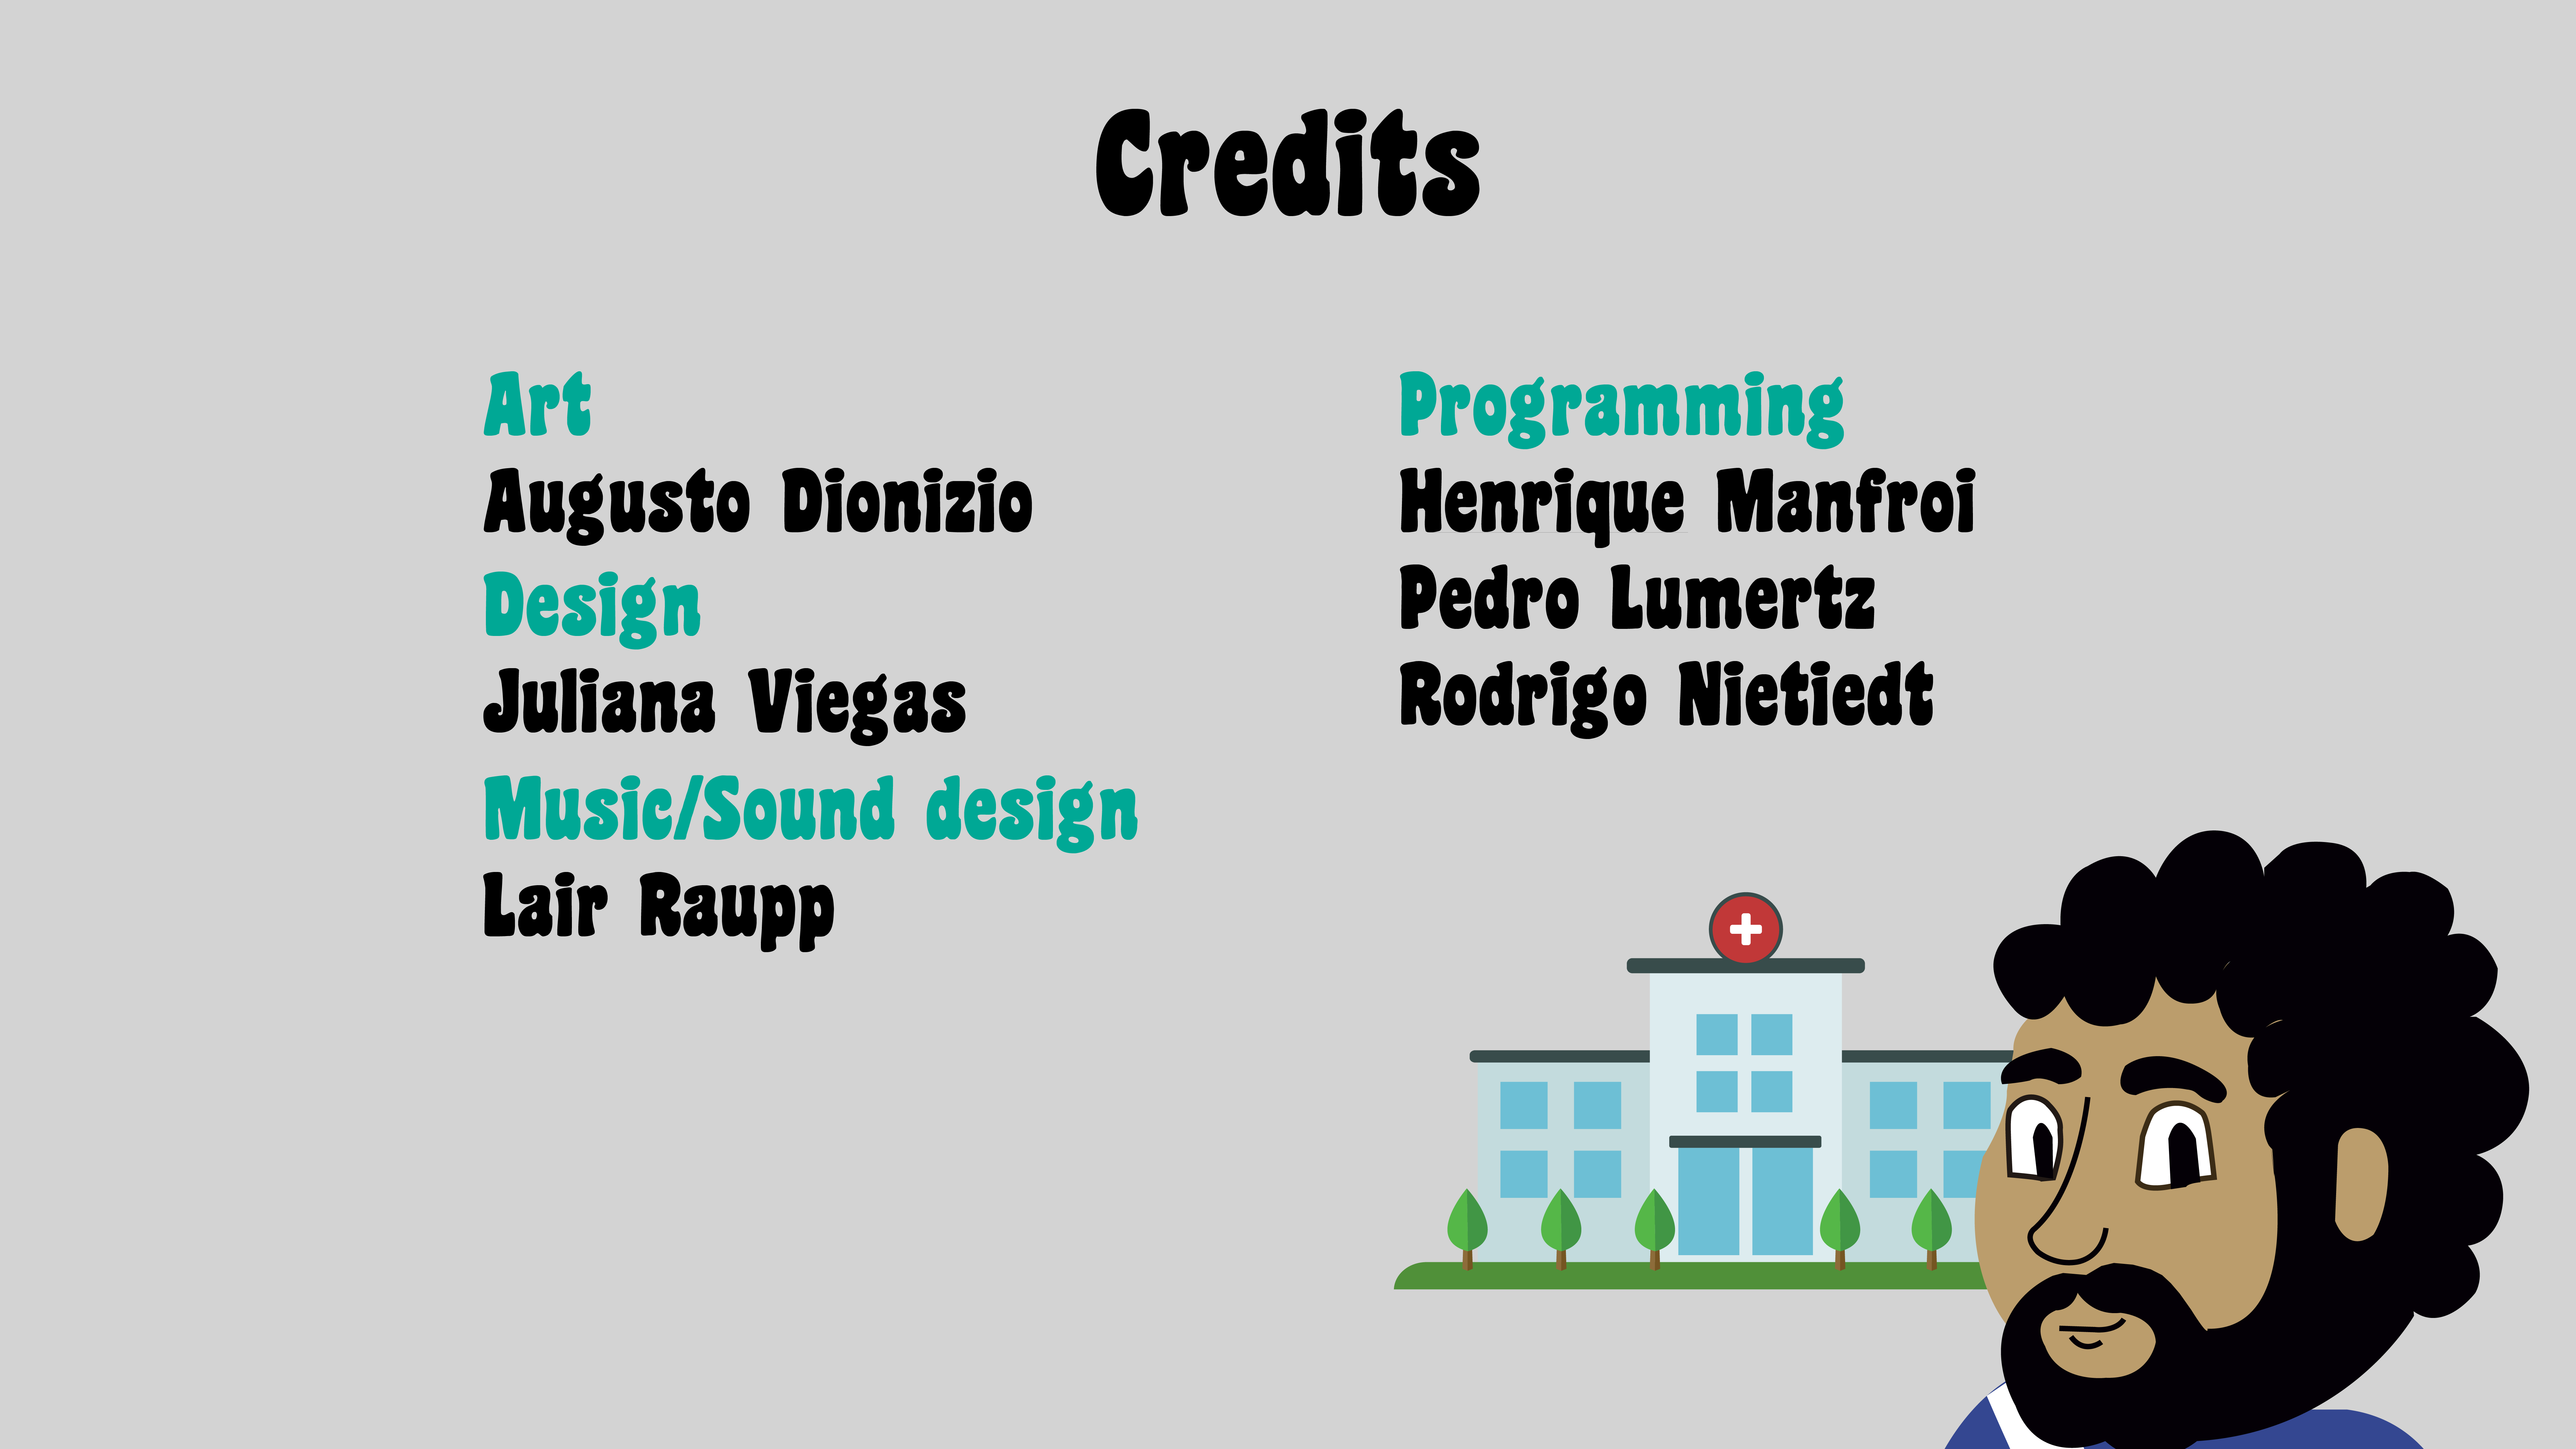 Credits
Art
Augusto Dionizio
Design
Juliana Viegas
Music/Sound design
Lair Raupp
Programming
Henrique Manfroi
Pedro Lumertz
Rodrigo Nietiedt